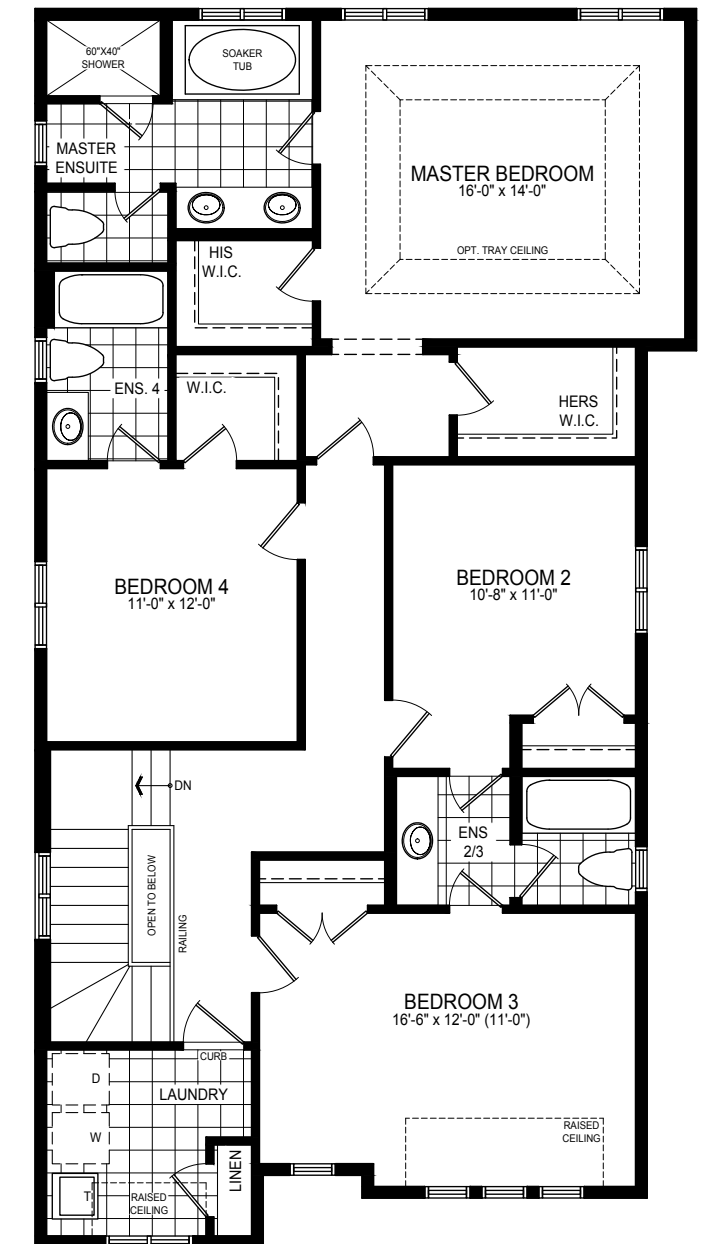 60"X40"
SHOWER
SOAKER
TUB
MASTER
ENSUITE
MASTER BEDROOM
16'-0" x 14'-0"
OPT. TRAY CEILING
HIS
W.I.C.
ENS. 4
W.I.C.
HERS
W.I.C.
BEDROOM 4
11'-0" x 12'-0"
BEDROOM 2
10'-8" x 11'-0"
DN
OPEN TO BELOW
RAILING
ENS
2/3
BEDROOM 3
16'-6" x 12'-0" (11'-0")
CURB
LAUNDRY
D
W
T
RAISED
CEILING
LINEN
RAISED
CEILING